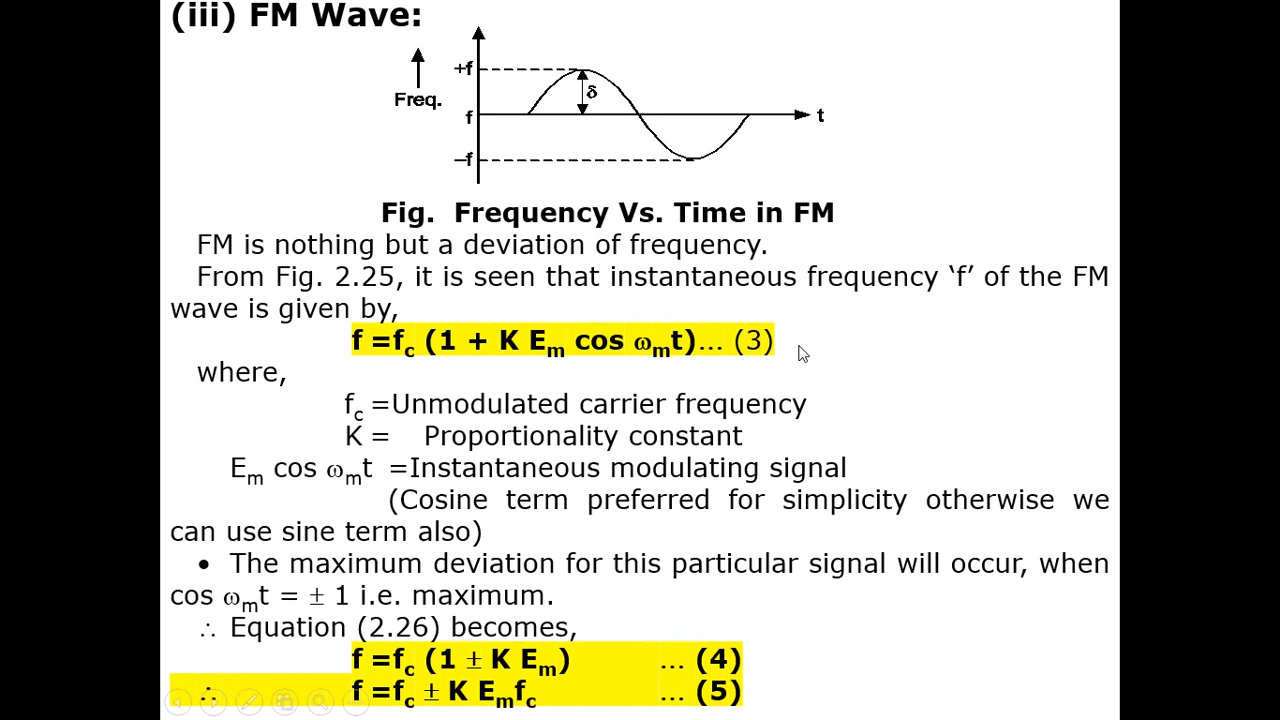 (iii) FM Wave:
+f
δ
Freq.
f
t
–f
Fig. Frequency Vs. Time in FM
FM is nothing but a deviation of frequency.
From Fig. 2.25, it is seen that instantaneous frequency ‘f’ of the FM
wave is given by,
f =fc (1 + K Em cos ωmt)... (3)
where,
fc =Unmodulated carrier frequency
K = Proportionality constant
Em cos ωmt =Instantaneous modulating signal
(Cosine term preferred for simplicity otherwise we
can use sine term also)
• The maximum deviation for this particular signal will occur, when
cos ωmt = ± 1 i.e. maximum.
∴ Equation (2.26) becomes,
f =fc (1 ± K Em) ... (4)
∴ f =fc ± K Emfc ... (5)